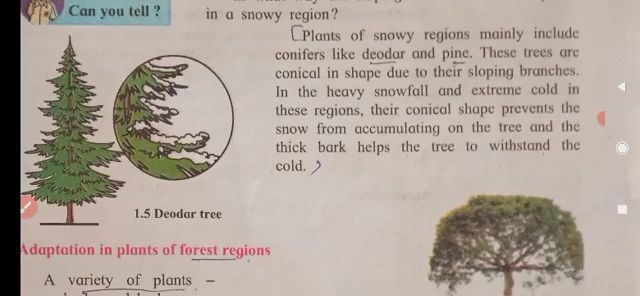 Can you tell ?
in a snowy region?
Plants of snowy regions mainly include
conifers like deodar and pine. These trees are
conical in shape due to their sloping branches.
In the heavy snowfall and extreme cold in
these regions, their conical shape prevents the
snow from accumulating on the tree and the
thick bark helps the tree to withstand the
cold.
1.5 Deodar tree
Adaptation in plants of forest regions
A variety of plants –